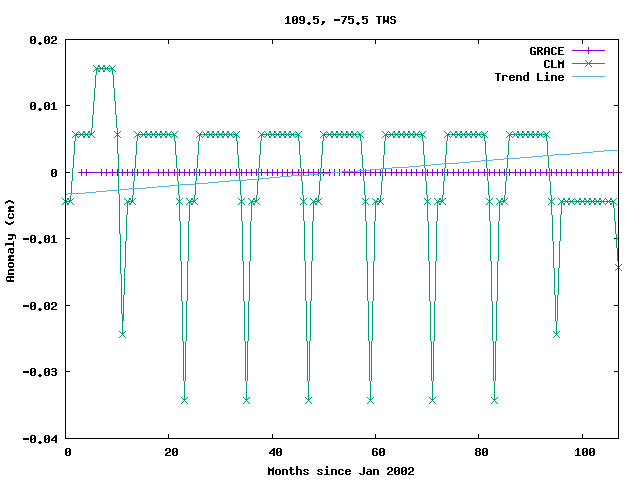 109.5, -75.5 TWS
GRACE
CLM
Trend Line
0.02
0.01
0
-0.01
-0.02
-0.03
-0.04
Anomaly (cm)
0 20 40 60 80 100
Months since Jan 2002